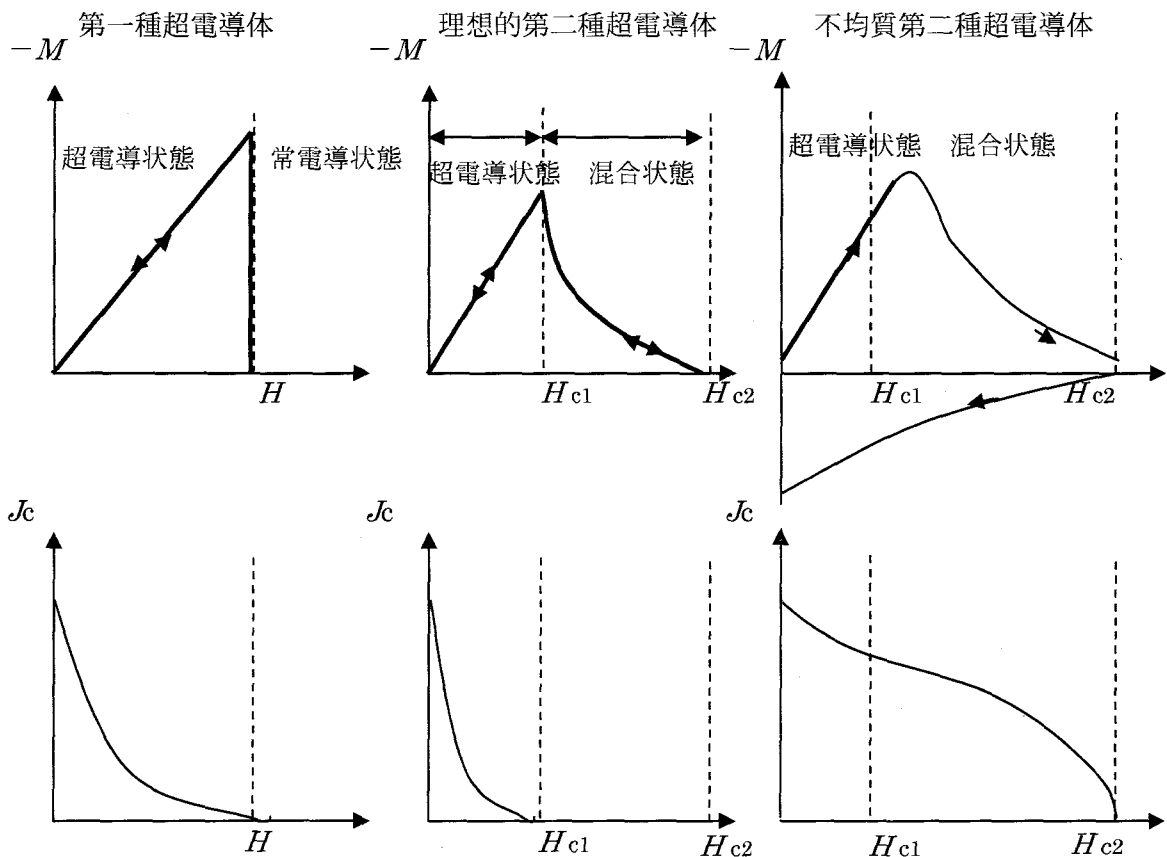 第一種超電導体 理想的第二種超電導体 不均質第二種超電導体
−M −M −M
超電導状態 常電導状態 超電導状態 混合状態 超電導状態 混合状態
H Hc1 Hc2 Hc1 Hc2
Jc Jc Jc
H Hc1 Hc2 Hc1 Hc2